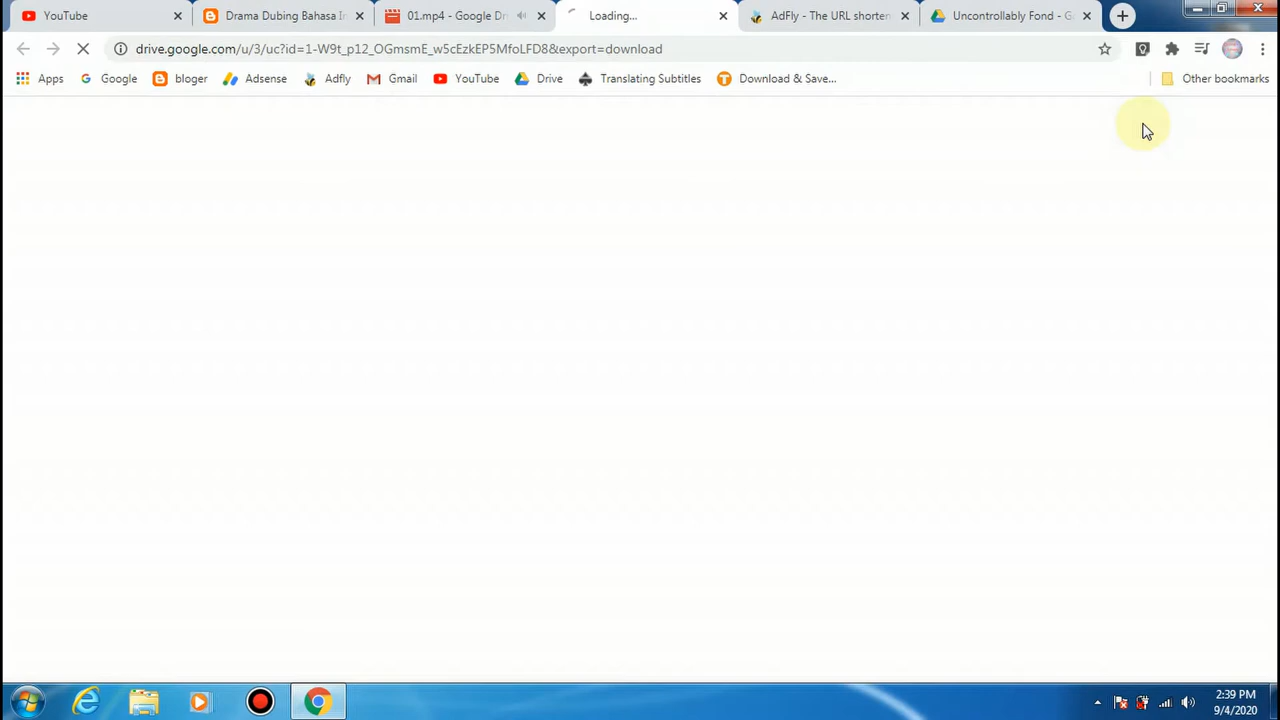 YouTube
Drama Dubing Bahasa In
01.mp4 - Google Dri
Loading...
AdFly - The URL shorten
Uncontrollably Fond - G
drive.google.com/u/3/uc?id=1-W9t_p12_OGmsmE_w5cEzkEP5MfoLFD8&export=download
Apps
Google
bloger
Adsense
Adfly
Gmail
YouTube
Drive
Translating Subtitles
Download & Save...
Other bookmarks
2:39 PM
9/4/2020